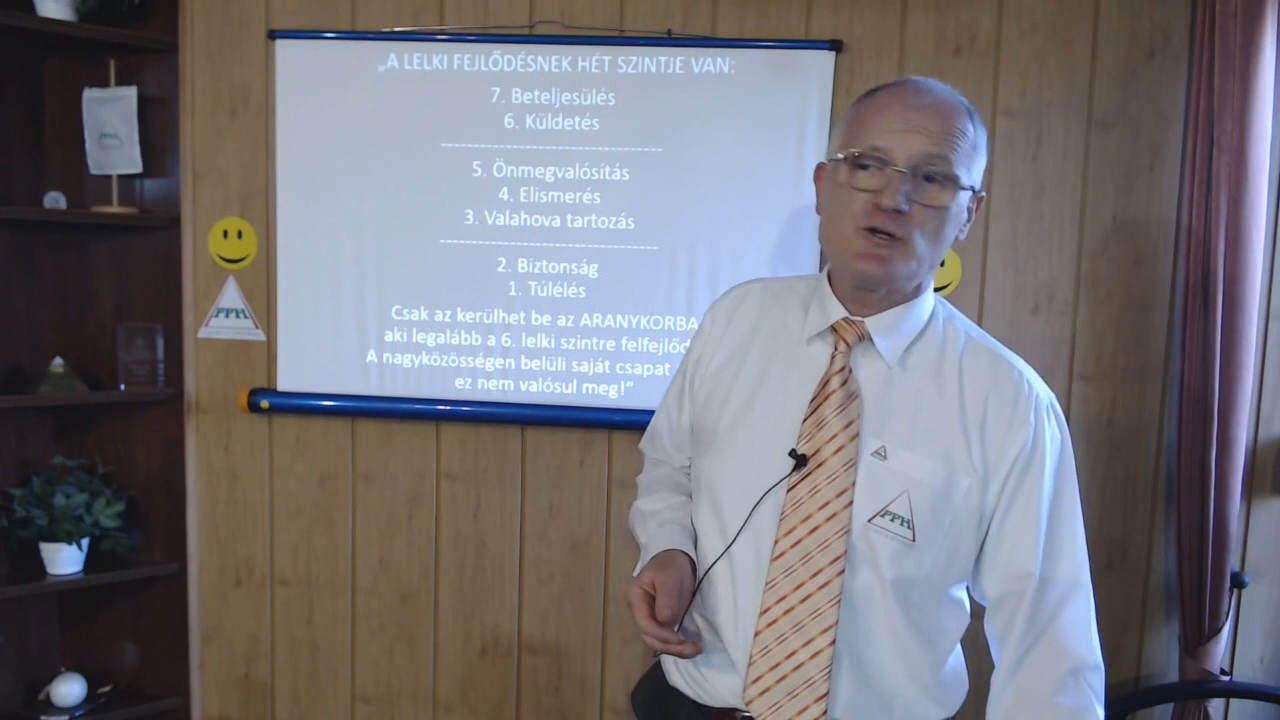 „A LELKI FEJLŐDÉSNEK HÉT SZINTJE VAN:
7. Beteljesülés
6. Küldetés
5. Önmegvalósítás
4. Elismerés
3. Valahova tartozás
2. Biztonság
1. Túlélés
Csak az kerülhet be az ARANYKORBA
aki legalább a 6. lelki szintre felfejlőd
A nagyközösségen belüli saját csapat
ez nem valósul meg!”
PPH
PPH